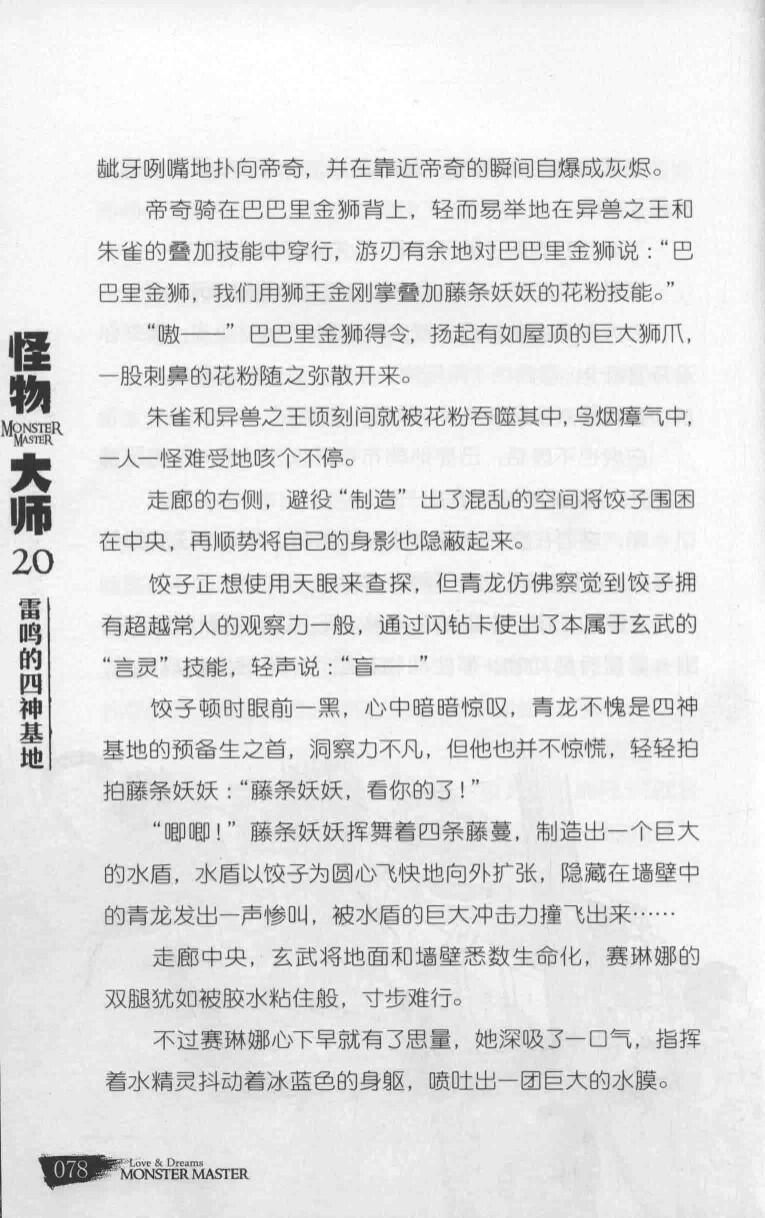 龇牙咧嘴地扑向帝奇，并在靠近帝奇的瞬间自爆成灰烬。
帝奇骑在巴巴里金狮背上，轻而易举地在异兽之王和
朱雀的叠加技能中穿行，游刃有余地对巴巴里金狮说：“巴
巴里金狮，我们用狮王金刚掌叠加藤条妖妖的花粉技能。”
“嗷——”巴巴里金狮得令，扬起有如屋顶的巨大狮爪，
一股刺鼻的花粉随之弥散开来。
朱雀和异兽之王顷刻间就被花粉吞噬其中，乌烟瘴气中，
一人一怪难受地咳个不停。
走廊的右侧，避役“制造”出了混乱的空间将饺子围困
在中央，再顺势将自己的身影也隐蔽起来。
饺子正想使用天眼来查探，但青龙仿佛察觉到饺子拥
有超越常人的观察力一般，通过闪钻卡使出了本属于玄武的
“言灵”技能，轻声说：“盲——”
饺子顿时眼前一黑，心中暗暗惊叹，青龙不愧是四神
基地的预备生之首，洞察力不凡，但他也并不惊慌，轻轻拍
拍藤条妖妖：“藤条妖妖，看你的了！”
“唧唧！”藤条妖妖挥舞着四条藤蔓，制造出一个巨大
的水盾，水盾以饺子为圆心飞快地向外扩张，隐藏在墙壁中
的青龙发出一声惨叫，被水盾的巨大冲击力撞飞出来……
走廊中央，玄武将地面和墙壁悉数生命化，赛琳娜的
双腿犹如被胶水粘住般，寸步难行。
不过赛琳娜心下早就有了思量，她深吸了一口气，指挥
着水精灵抖动着冰蓝色的身躯，喷吐出一团巨大的水膜。
怪物
MONSTER
MASTER
大师
20
雷鸣的四神基地
078
Love & Dreams
MONSTER MASTER